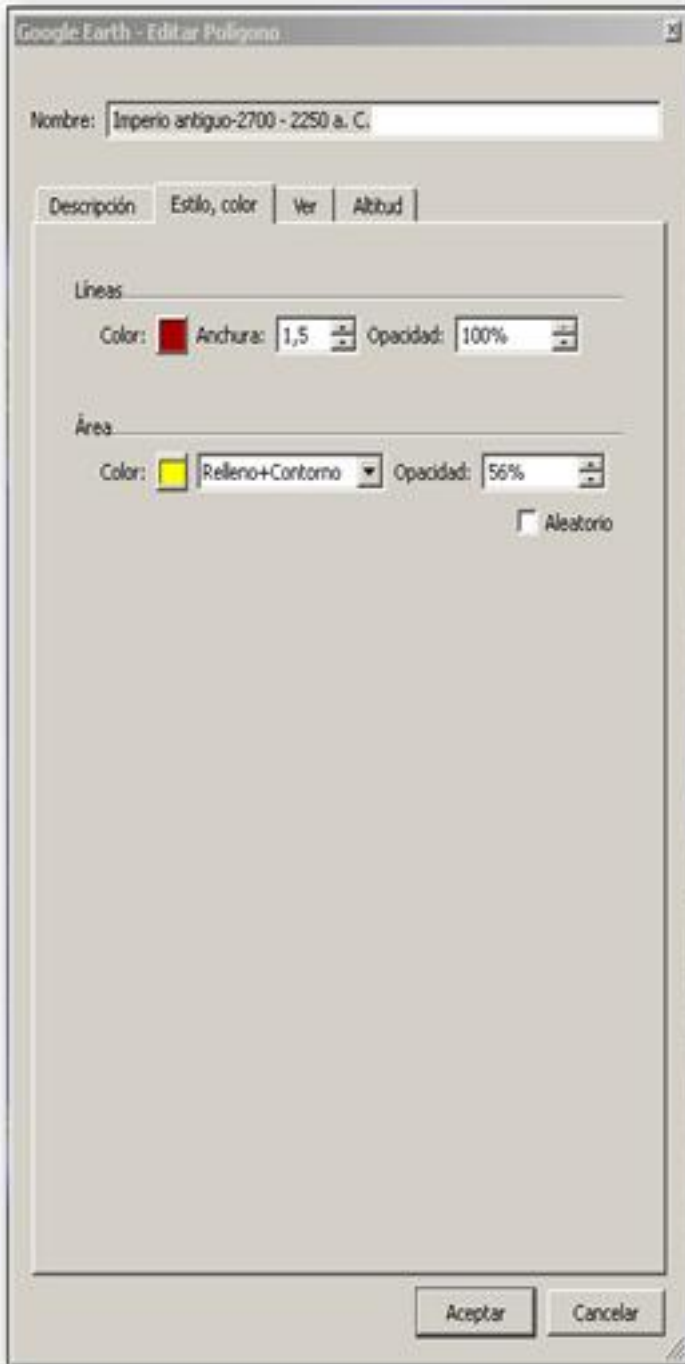 Google Earth - Editar Polígono
Nombre: Imperio antiguo-2700 - 2250 a. C.
Descripción Estilo, color Ver Altitud
Líneas
Color: Anchura: 1,5 Opacidad: 100%
Área
Color: Relleno+Contorno Opacidad: 56%
Aleatorio
Aceptar Cancelar